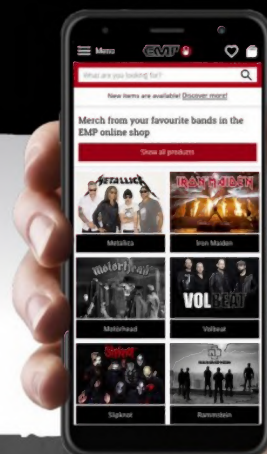 Menu EMP
What are you looking for?
New items are available! Discover more!
Merch from your favourite bands in the
EMP online shop
Show all products
METALLICA IRON MAIDEN
Metallica Iron Maiden
Motörhead VOLBEAT
Motörhead Volbeat
Slipknot
Slipknot Rammstein